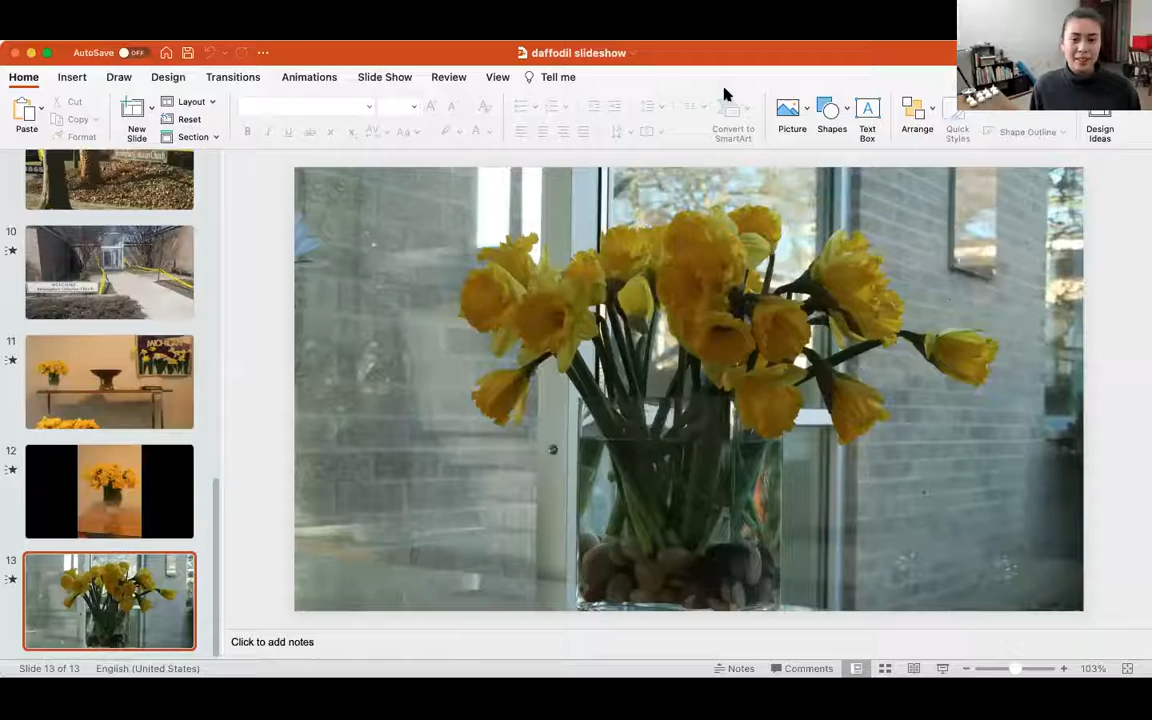 AutoSave OFF
daffodil slideshow
Home Insert Draw Design Transitions Animations Slide Show Review View Tell me
Paste
Cut
Copy
Format
New Slide
Layout
Reset
Section
Aa
Convert to SmartArt
Picture
Shapes
Text Box
Arrange
Quick Styles
Shape Outline
Design Ideas
10
WELCOME
11
MICHIGAN
12
13
Click to add notes
Slide 13 of 13 English (United States) Notes Comments 103%